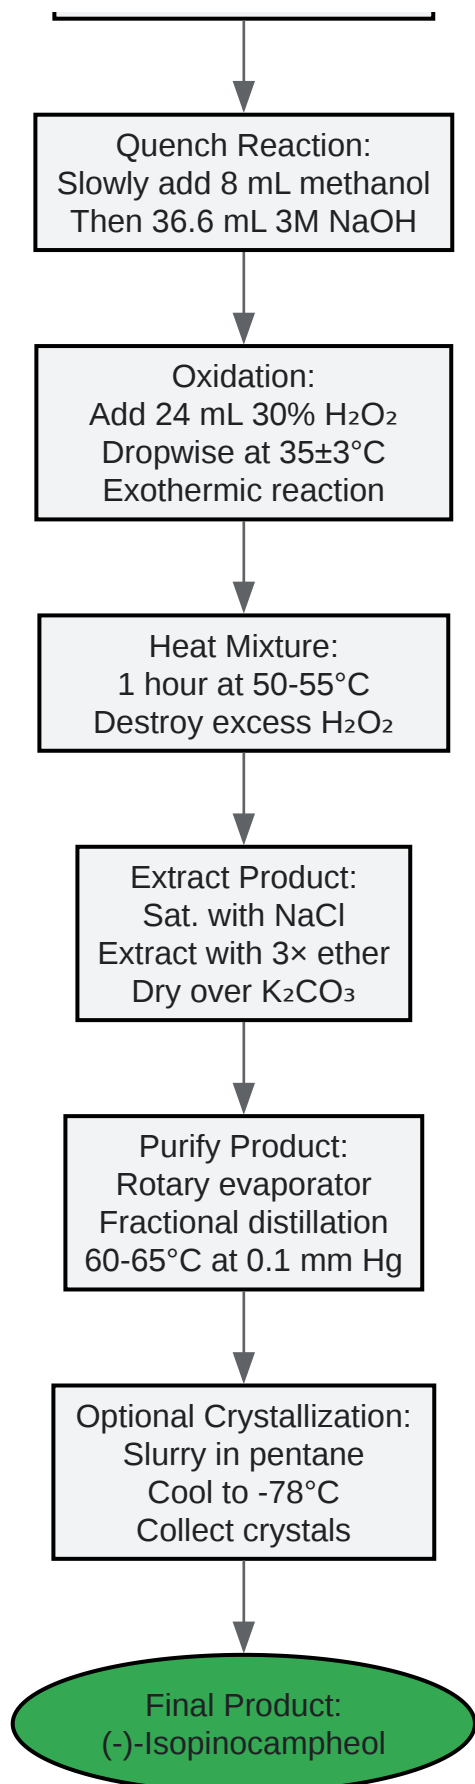 Quench Reaction:
Slowly add 8 mL methanol
Then 36.6 mL 3M NaOH
Oxidation:
Add 24 mL 30% H₂O₂
Dropwise at 35±3°C
Exothermic reaction
Heat Mixture:
1 hour at 50-55°C
Destroy excess H₂O₂
Extract Product:
Sat. with NaCl
Extract with 3× ether
Dry over K₂CO₃
Purify Product:
Rotary evaporator
Fractional distillation
60-65°C at 0.1 mm Hg
Optional Crystallization:
Slurry in pentane
Cool to -78°C
Collect crystals
Final Product:
(-)-Isopinocampheol